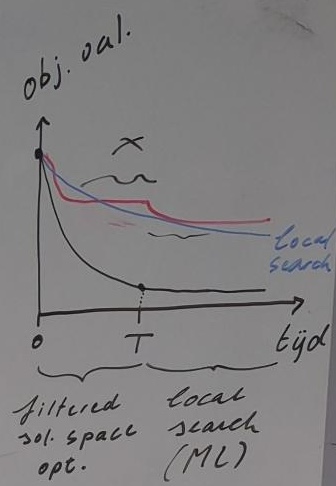 Obj. val.
X
local
search
0
T
tijd
filtered
sol. space
opt.
local
search
(ML)